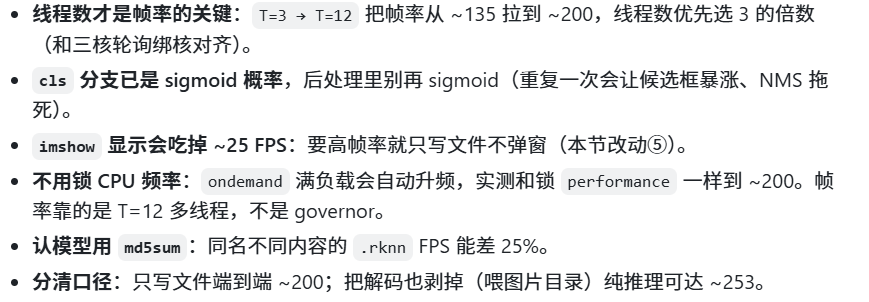 • 线程数才是帧率的关键：T=3 → T=12 把帧率从 ~135 拉到 ~200，线程数优先选 3 的倍数
（和三核轮询绑核对齐）。
• cls 分支已是 sigmoid 概率，后处理里别再 sigmoid（重复一次会让候选框暴涨、NMS 拖
死）。
• imshow 显示会吃掉 ~25 FPS：要高帧率就只写文件不弹窗（本节改动⑤）。
• 不用锁 CPU 频率：ondemand 满负载会自动升频，实测和锁 performance 一样到 ~200。帧
率靠的是 T=12 多线程，不是 governor。
• 认模型用 md5sum：同名不同内容的 .rknn FPS 能差 25%。
• 分清口径：只写文件端到端 ~200；把解码也剥掉（喂图片目录）纯推理可达 ~253。